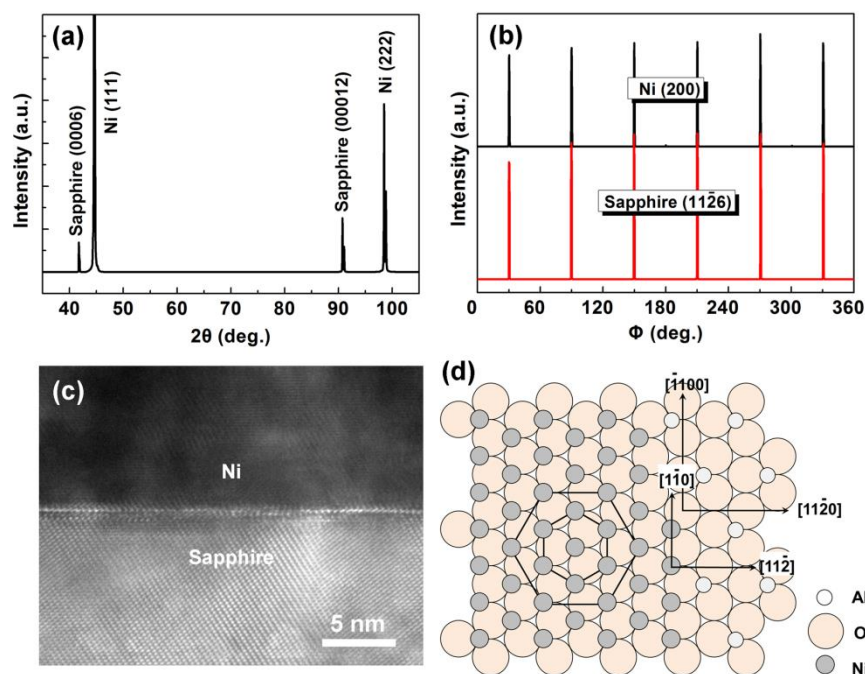 (a)
Intensity (a.u.)
Sapphire (0006)
Ni (111)
Sapphire (00012)
Ni (222)
40 50 60 70 80 90 100
2θ (deg.)
(b)
Intensity (a.u.)
Ni (200)
Sapphire (112̄6)
0 60 120 180 240 300 360
Φ (deg.)
(c)
Ni
Sapphire
5 nm
(d)
[1̄100]
[11̄0]
[112̄0]
[112̄]
Al
O
Ni